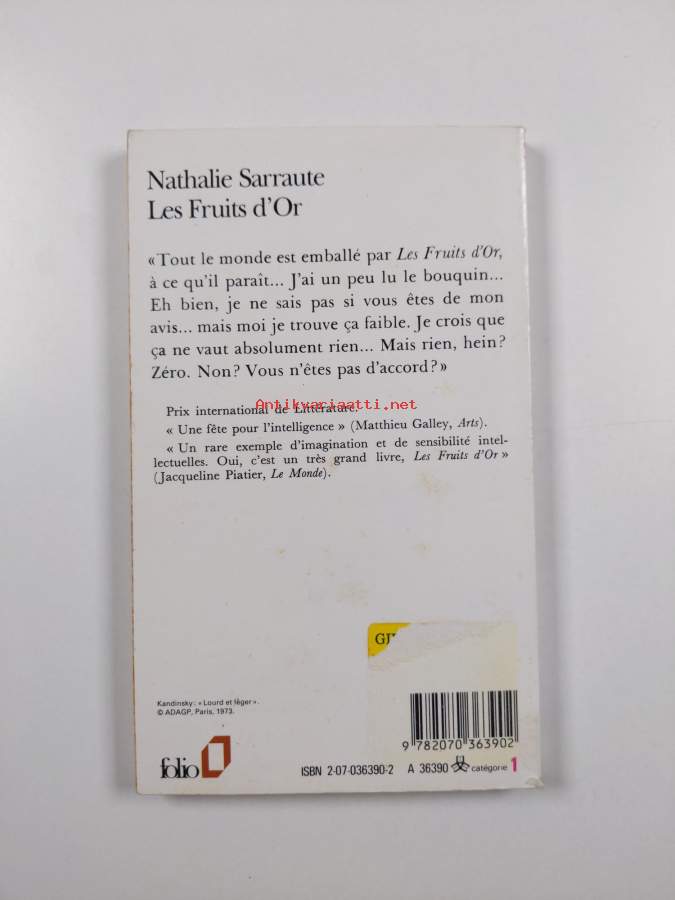 Nathalie Sarraute
Les Fruits d'Or
«Tout le monde est emballé par Les Fruits d'Or,
à ce qu'il paraît... J'ai un peu lu le bouquin...
Eh bien, je ne sais pas si vous êtes de mon
avis... mais moi je trouve ça faible. Je crois que
ça ne vaut absolument rien... Mais rien, hein?
Zéro. Non? Vous n'êtes pas d'accord?»
Antikvariaatti.net
Prix international de Littérature.
« Une fête pour l'intelligence » (Matthieu Galley, Arts).
« Un rare exemple d'imagination et de sensibilité intel-
lectuelles. Oui, c'est un très grand livre, Les Fruits d'Or »
(Jacqueline Piatier, Le Monde).
Kandinsky: «Lourd et léger».
© ADAGP, Paris, 1973.
9 782070 363902
folio
ISBN 2-07-036390-2 A 36390 catégorie 1